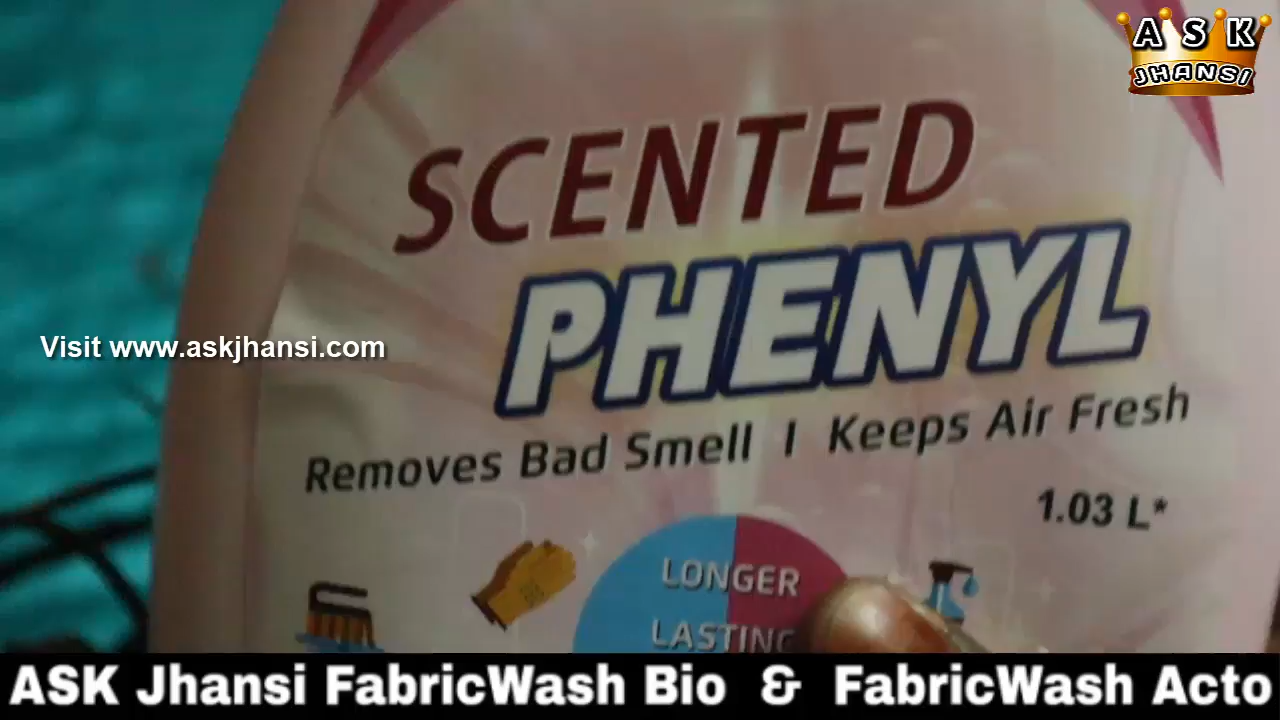 A S K
JHANSI
SCENTED
PHENYL
Visit www.askjhansi.com
Removes Bad Smell | Keeps Air Fresh
1.03 L*
LONGER
LASTING
ASK Jhansi FabricWash Bio & FabricWash Acto